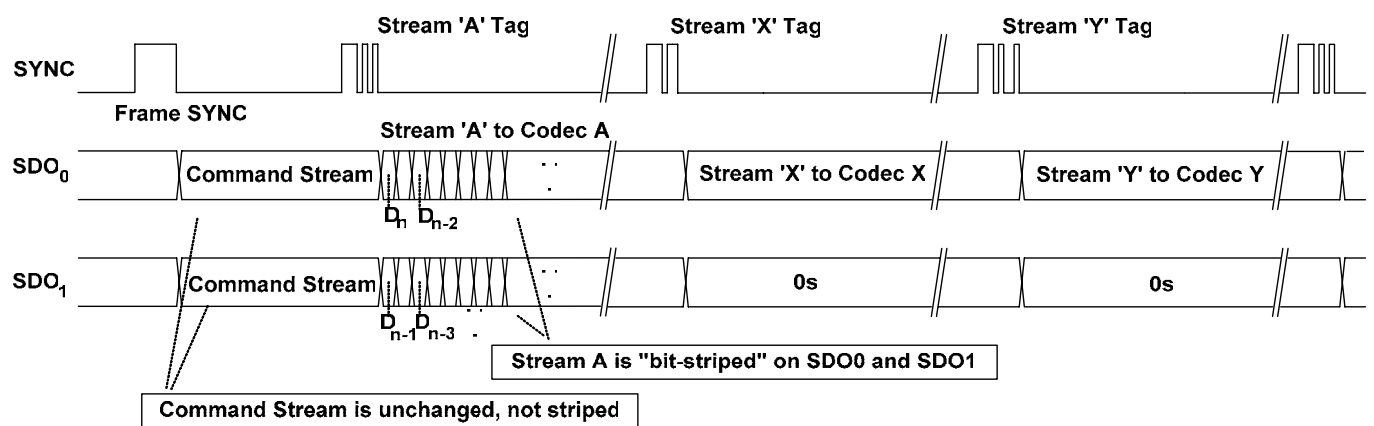 Stream 'A' Tag
Stream 'X' Tag
Stream 'Y' Tag
SYNC
Frame SYNC
Stream 'A' to Codec A
SDO0
Command Stream
Stream 'X' to Codec X
Stream 'Y' to Codec Y
Dn
Dn-2
SDO1
Command Stream
0s
0s
Dn-1
Dn-3
Stream A is "bit-striped" on SDO0 and SDO1
Command Stream is unchanged, not striped